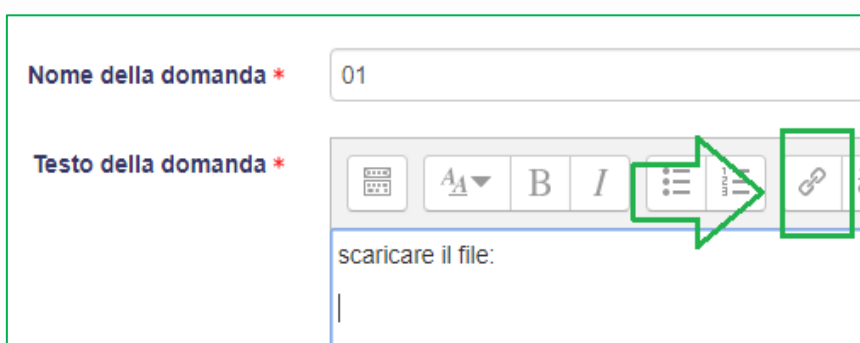 Nome della domanda *
01
Testo della domanda *
B I
scaricare il file: